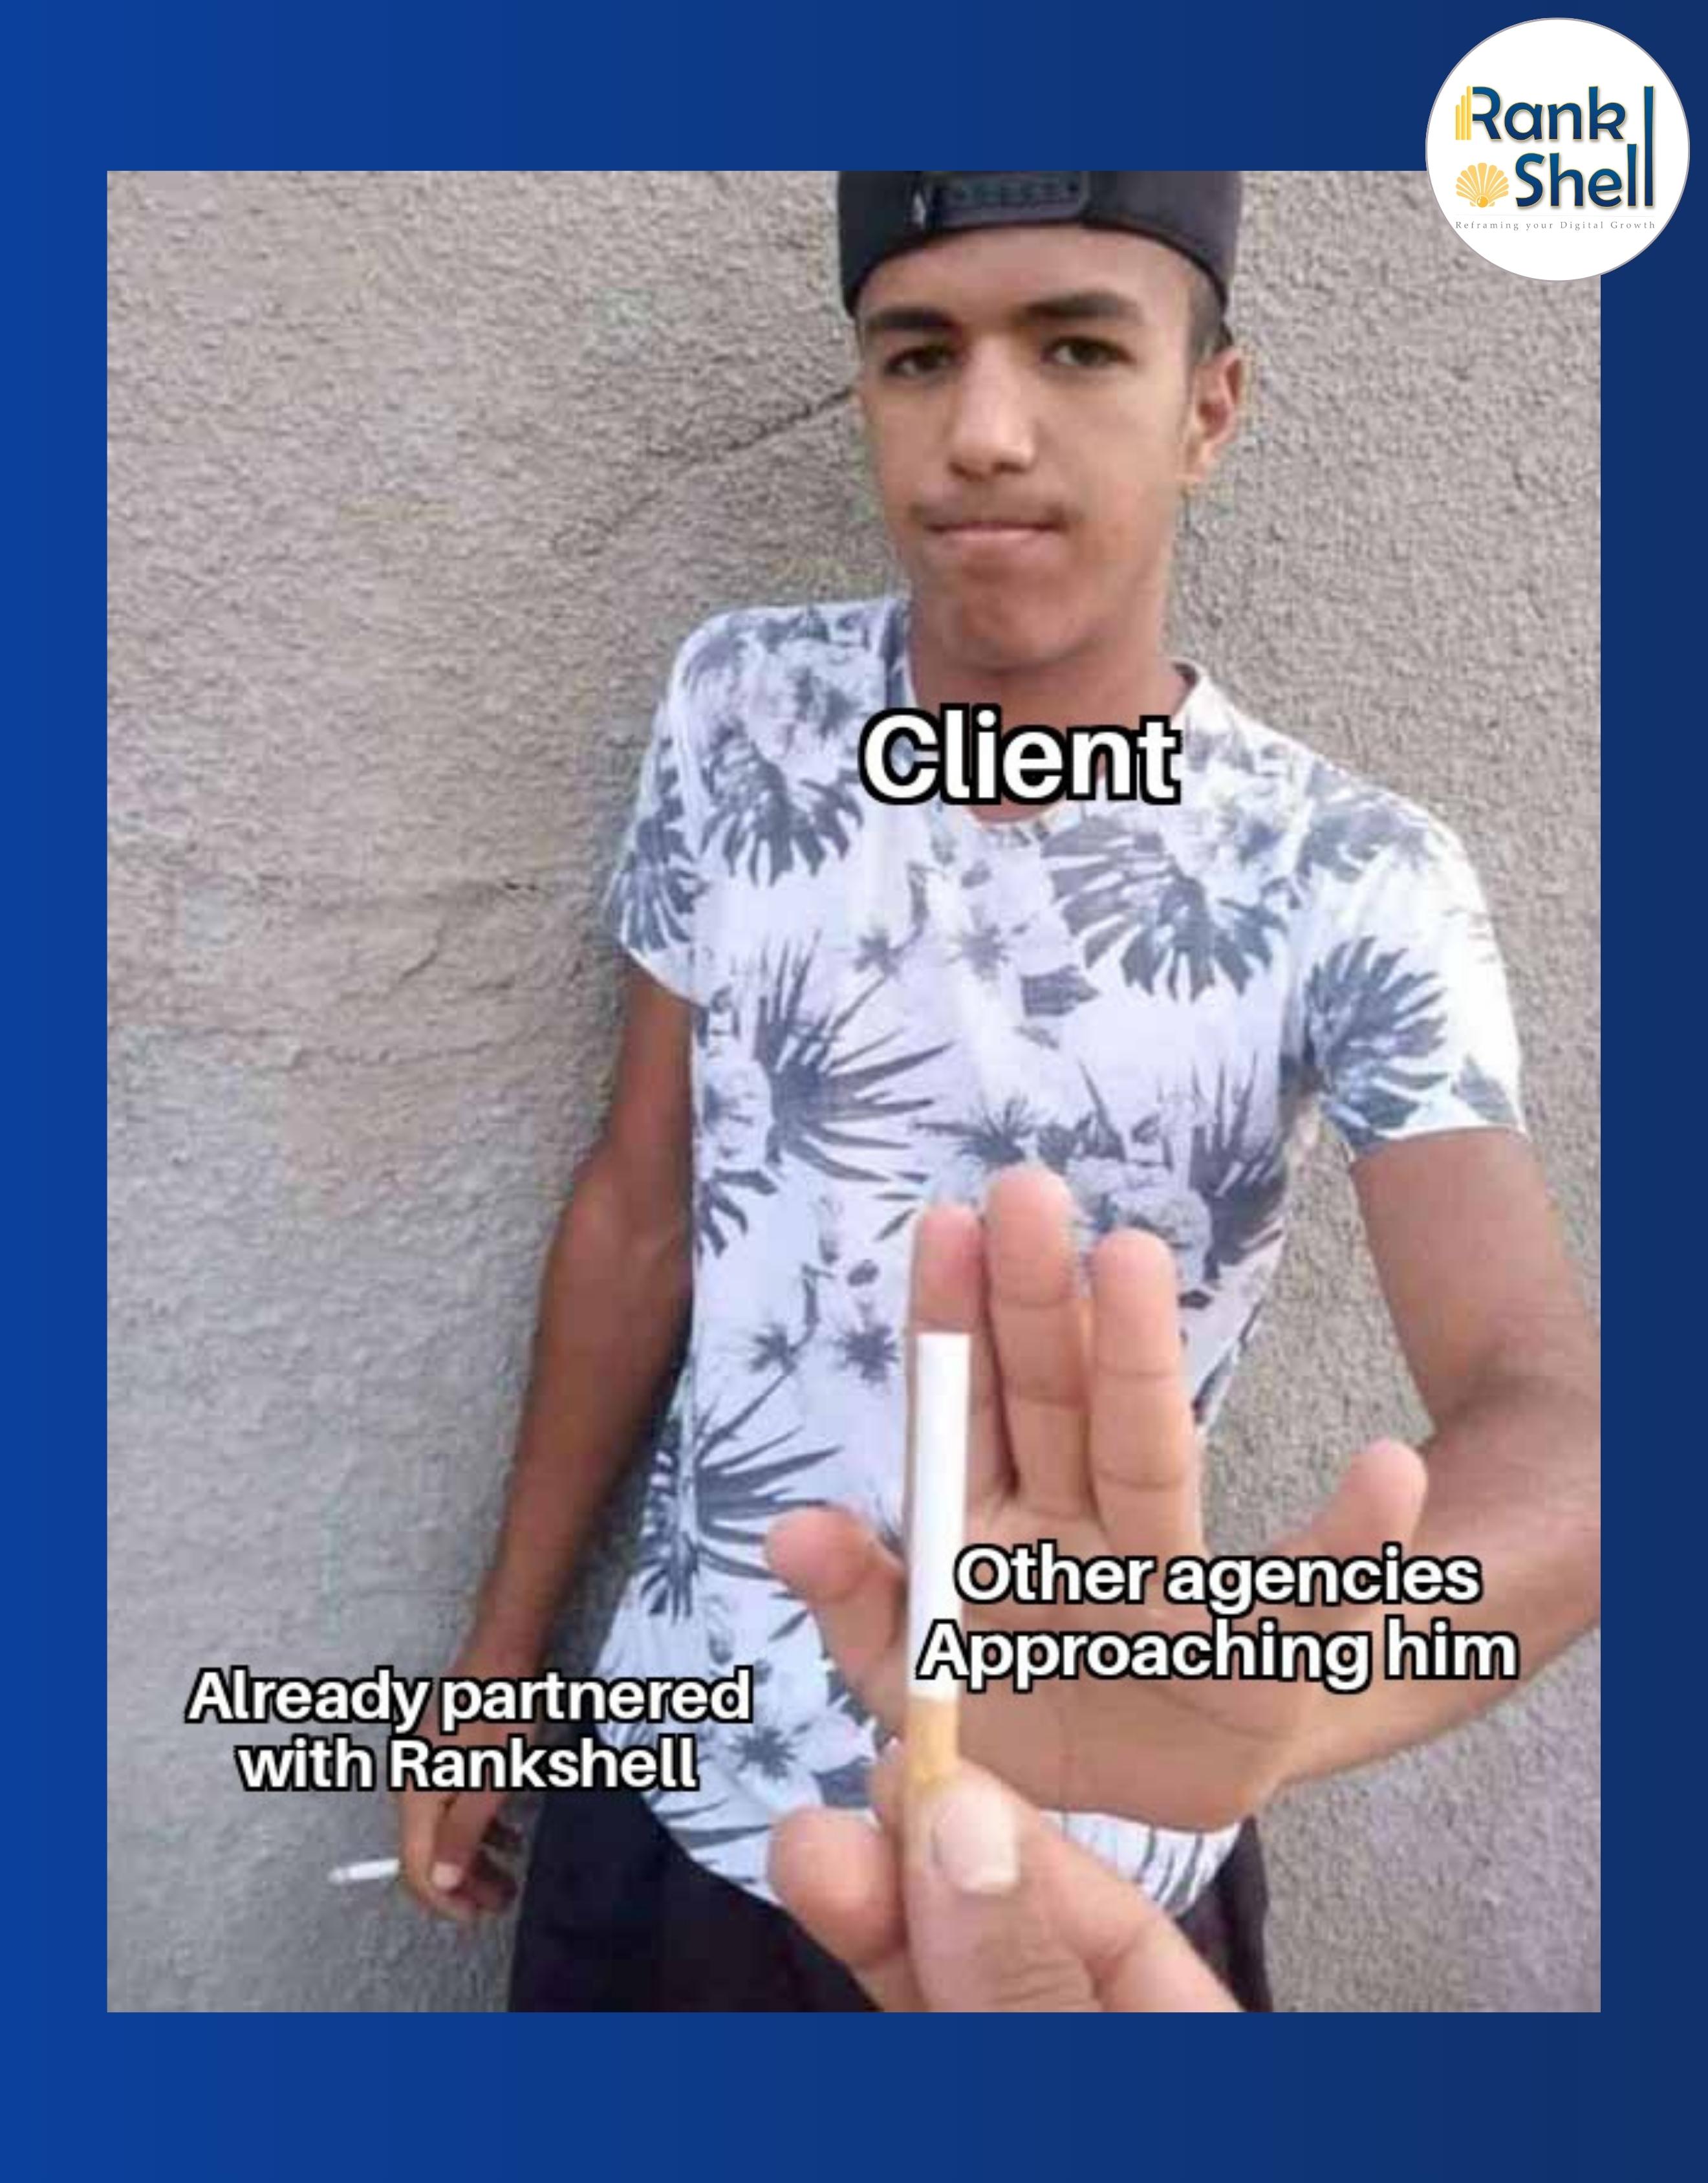 Rank
Shell
Reframing your Digital Growth
Client
Other agencies
Approaching him
Already partnered
with Rankshell